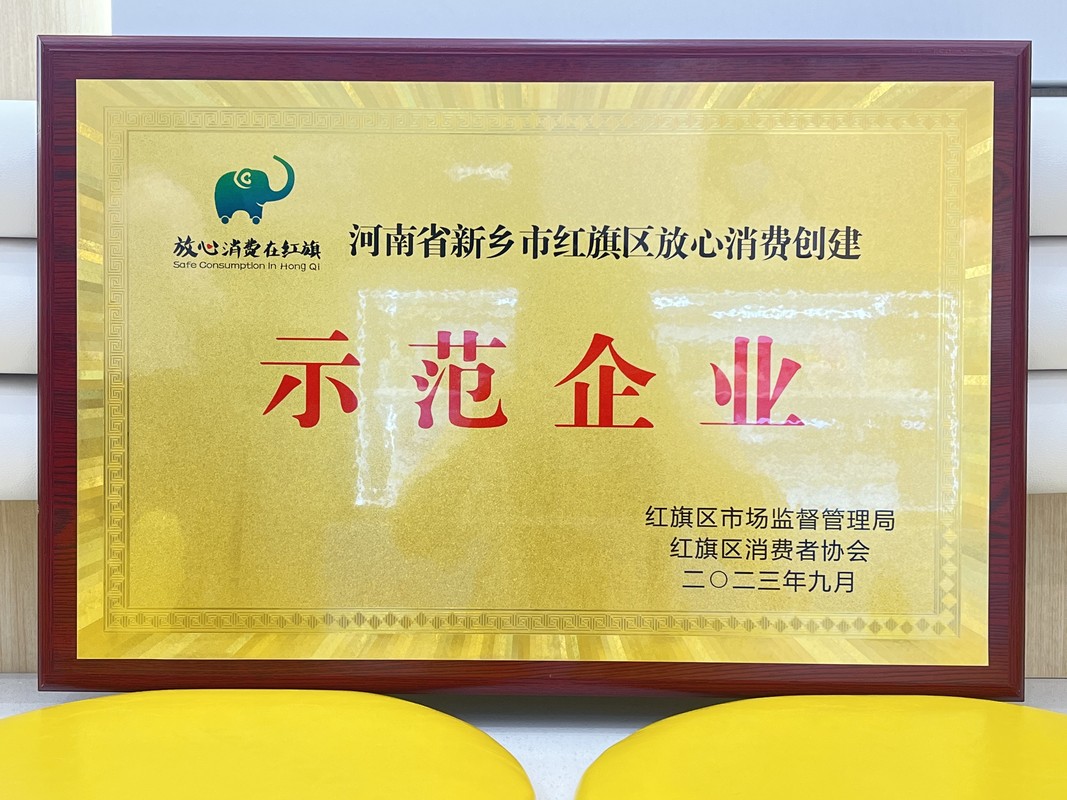 放心消费在红旗
Safe Consumption In Hong Qi
河南省新乡市红旗区放心消费创建
示范企业
红旗区市场监督管理局
红旗区消费者协会
二〇二三年九月